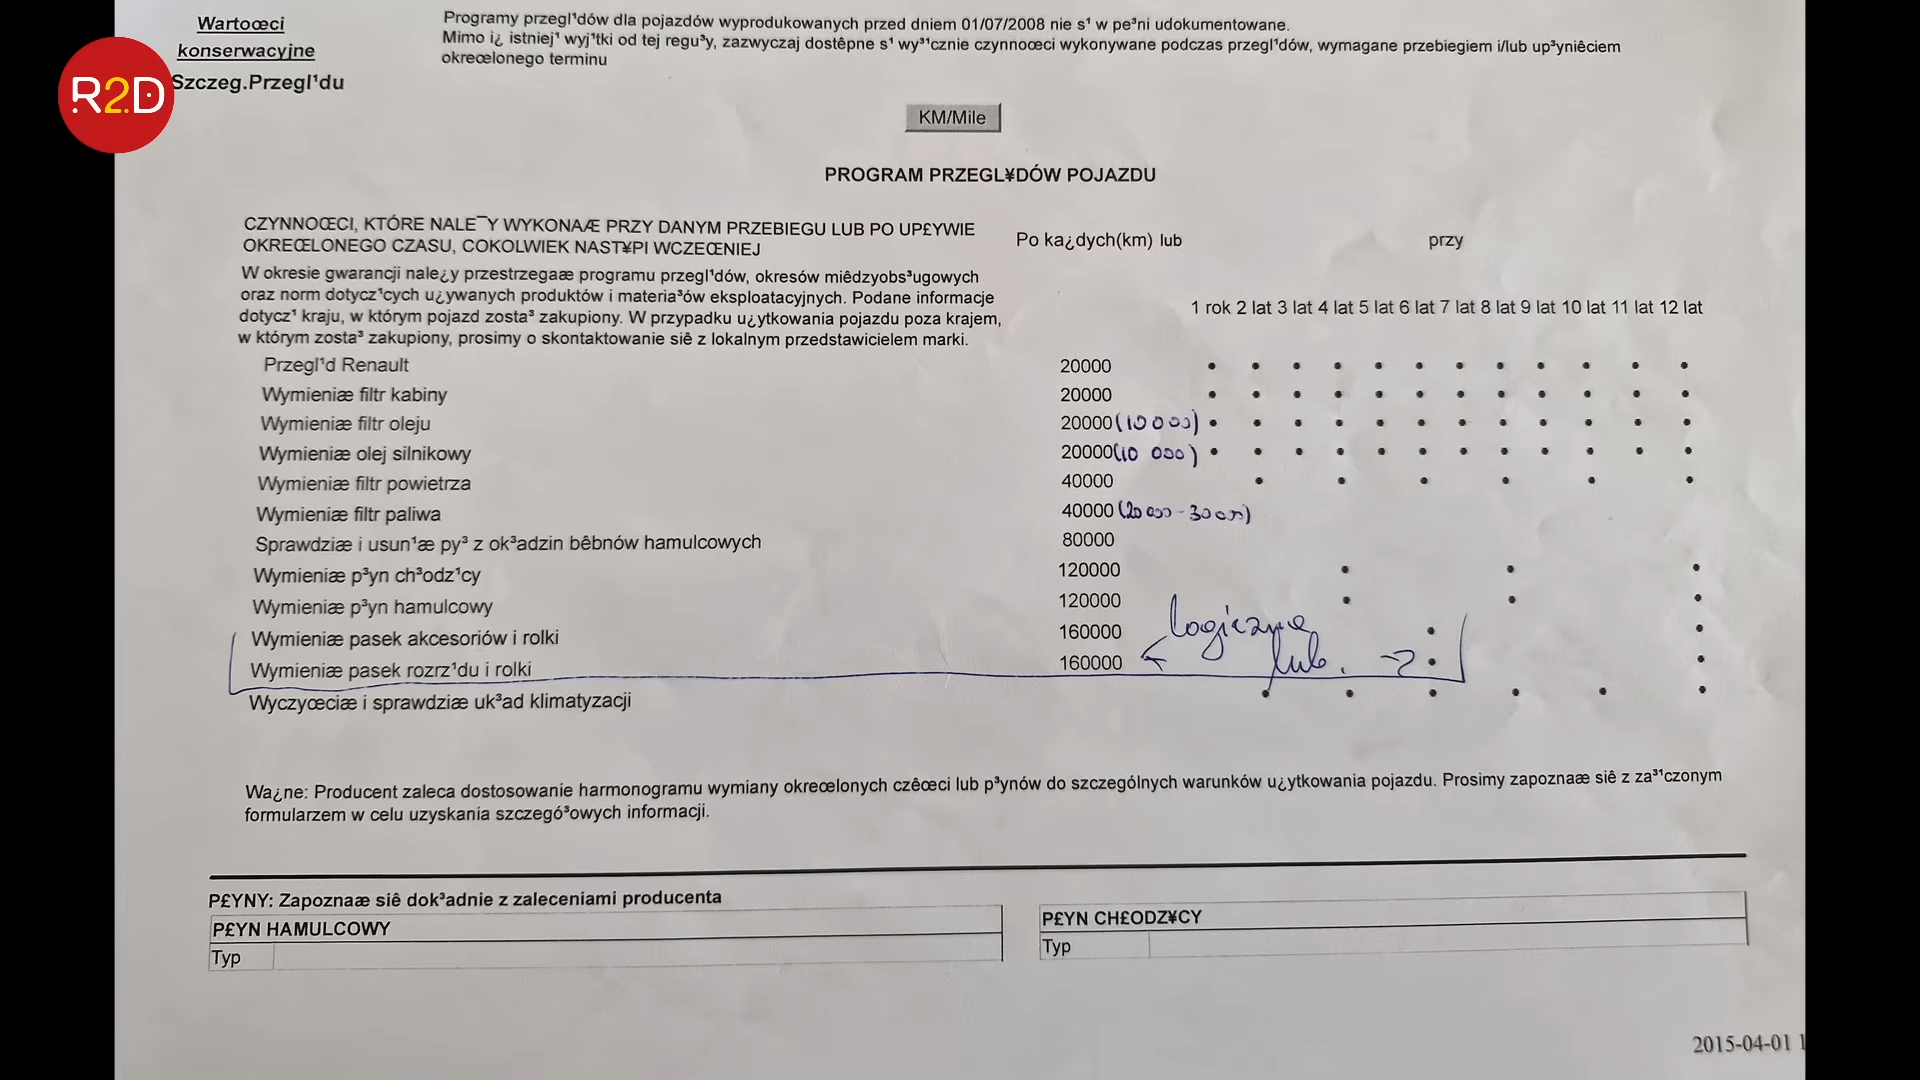 R2D
Wartoœci
konserwacyjne
Szczeg.Przegl¹du
Programy przegl¹dów dla pojazdów wyprodukowanych przed dniem 01/07/2008 nie s¹ w pe³ni udokumentowane.
Mimo i¿ istniej¹ wyj¹tki od tej regu³y, zazwyczaj dostêpne s¹ wy³¹cznie czynnoœci wykonywane podczas przegl¹dów, wymagane przebiegiem i/lub up³yniêciem
okreœlonego terminu
KM/Mile
PROGRAM PRZEGL¥DÓW POJAZDU
CZYNNOŒCI, KTÓRE NALE¯Y WYKONAÆ PRZY DANYM PRZEBIEGU LUB PO UP£YWIE
OKREŒLONEGO CZASU, COKOLWIEK NAST¥PI WCZEŒNIEJ
Po ka¿dych(km) lub przy
W okresie gwarancji nale¿y przestrzegaæ programu przegl¹dów, okresów miêdzyobs³ugowych
oraz norm dotycz¹cych u¿ywanych produktów i materia³ów eksploatacyjnych. Podane informacje
dotycz¹ kraju, w którym pojazd zosta³ zakupiony. W przypadku u¿ytkowania pojazdu poza krajem,
w którym zosta³ zakupiony, prosimy o skontaktowanie siê z lokalnym przedstawicielem marki.
1 rok 2 lat 3 lat 4 lat 5 lat 6 lat 7 lat 8 lat 9 lat 10 lat 11 lat 12 lat
Przegl¹d Renault 20000 • • • • • • • • • • • •
Wymieniæ filtr kabiny 20000 • • • • • • • • • • • •
Wymieniæ filtr oleju 20000 (10 000) • • • • • • • • • • • •
Wymieniæ olej silnikowy 20000 (10 000) • • • • • • • • • • • •
Wymieniæ filtr powietrza 40000 • • • • • •
Wymieniæ filtr paliwa 40000 (20 000 - 30 000)
Sprawdziæ i usun¹æ py³ z ok³adzin bêbnów hamulcowych 80000
Wymieniæ p³yn ch³odz¹cy 120000 • • •
Wymieniæ p³yn hamulcowy 120000 • • •
Wymieniæ pasek akcesoriów i rolki 160000 logiczne • •
Wymieniæ pasek rozrz¹du i rolki 160000 ← lub. → • •
Wyczyœciæ i sprawdziæ uk³ad klimatyzacji • • • • • •
Wa¿ne: Producent zaleca dostosowanie harmonogramu wymiany okreœlonych czêœci lub p³ynów do szczególnych warunków u¿ytkowania pojazdu. Prosimy zapoznaæ siê z za³¹czonym
formularzem w celu uzyskania szczegó³owych informacji.
P£YNY: Zapoznaæ siê dok³adnie z zaleceniami producenta
P£YN HAMULCOWY
Typ
P£YN CH£ODZ¥CY
Typ
2015-04-01 1